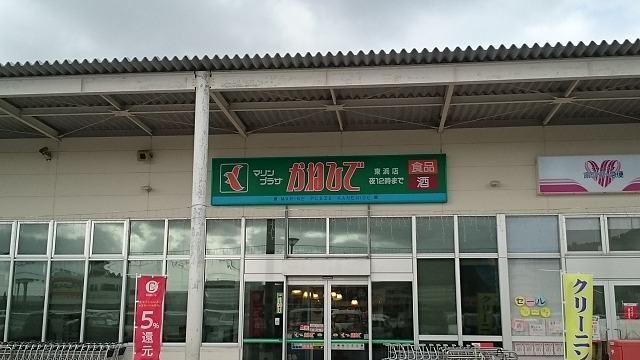 マリン
プラザ
かねひで
東浜店
夜12時まで
食品
酒
MARINE PLAZA KANEHIDE
5%
還元
セール
クリーニン